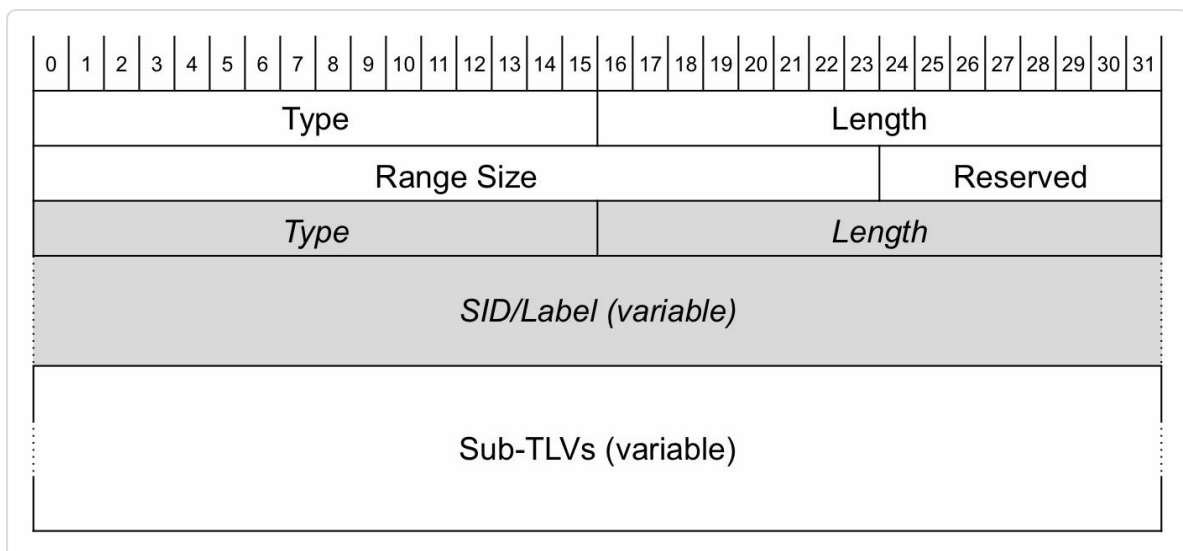 0 1 2 3 4 5 6 7 8 9 10 11 12 13 14 15 16 17 18 19 20 21 22 23 24 25 26 27 28 29 30 31
Type Length
Range Size Reserved
Type Length
SID/Label (variable)
Sub-TLVs (variable)